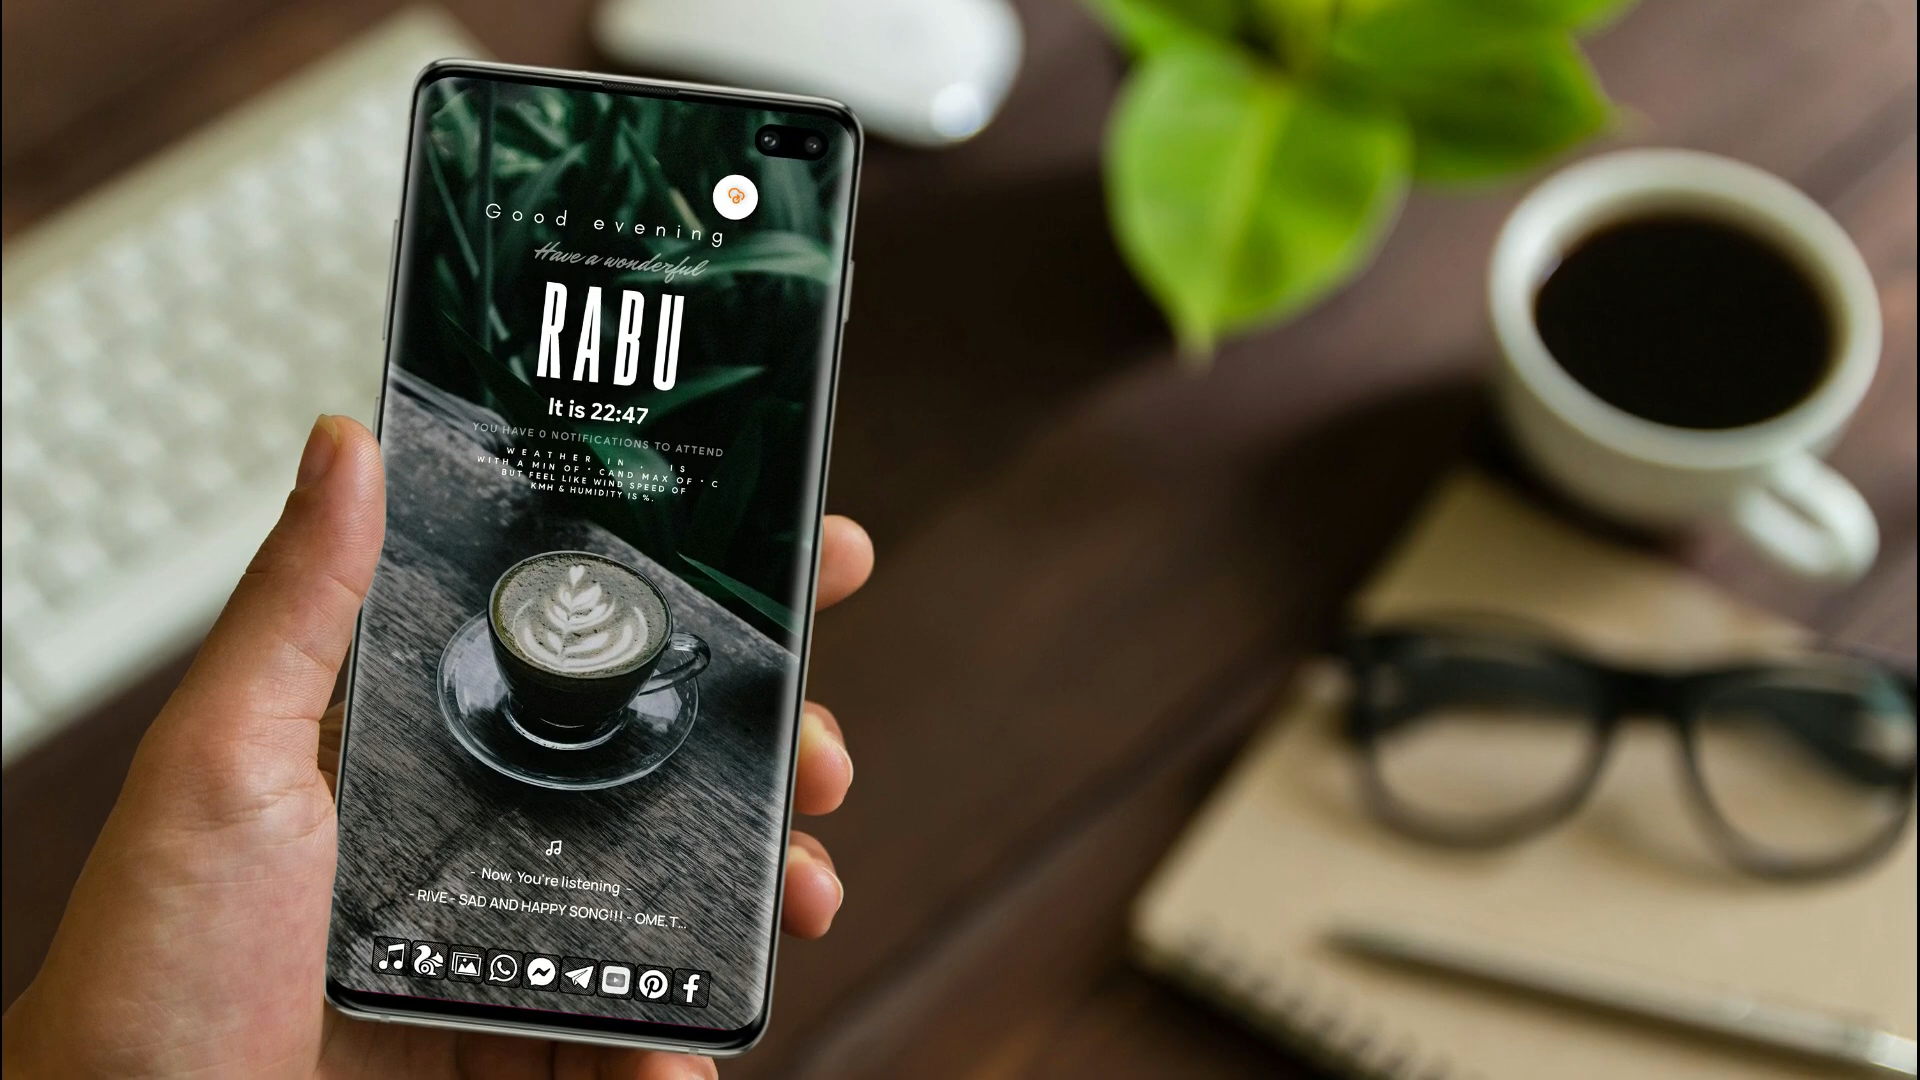 Good evening
Have a wonderful
RABU
It is 22:47
YOU HAVE 0 NOTIFICATIONS TO ATTEND
WEATHER IN . IS
WITH A MIN OF ° CAND MAX OF ° C
BUT FEEL LIKE WIND SPEED OF
KMH & HUMIDITY IS %.
- Now, You're listening -
- RIVE - SAD AND HAPPY SONG!!! - OME.T...